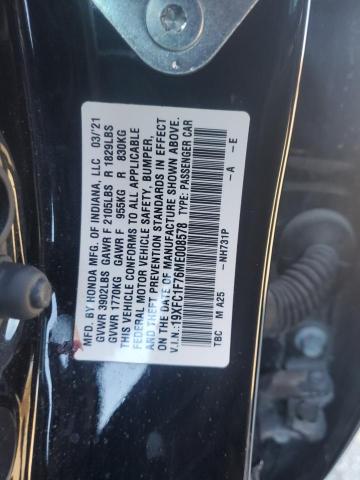 MFD. BY HONDA MFG. OF INDIANA, LLC 03/21
GVWR 3902LBS GAWR F 2105LBS R 1829LBS
GVWR 1770KG GAWR F 955KG R 830KG
THIS VEHICLE CONFORMS TO ALL APPLICABLE
FEDERAL MOTOR VEHICLE SAFETY, BUMPER,
AND THEFT PREVENTION STANDARDS IN EFFECT
ON THE DATE OF MANUFACTURE SHOWN ABOVE.
V.I.N.:19XFC1F76ME008578 TYPE: PASSENGER CAR
TBC M A25 -NH731P -A -E